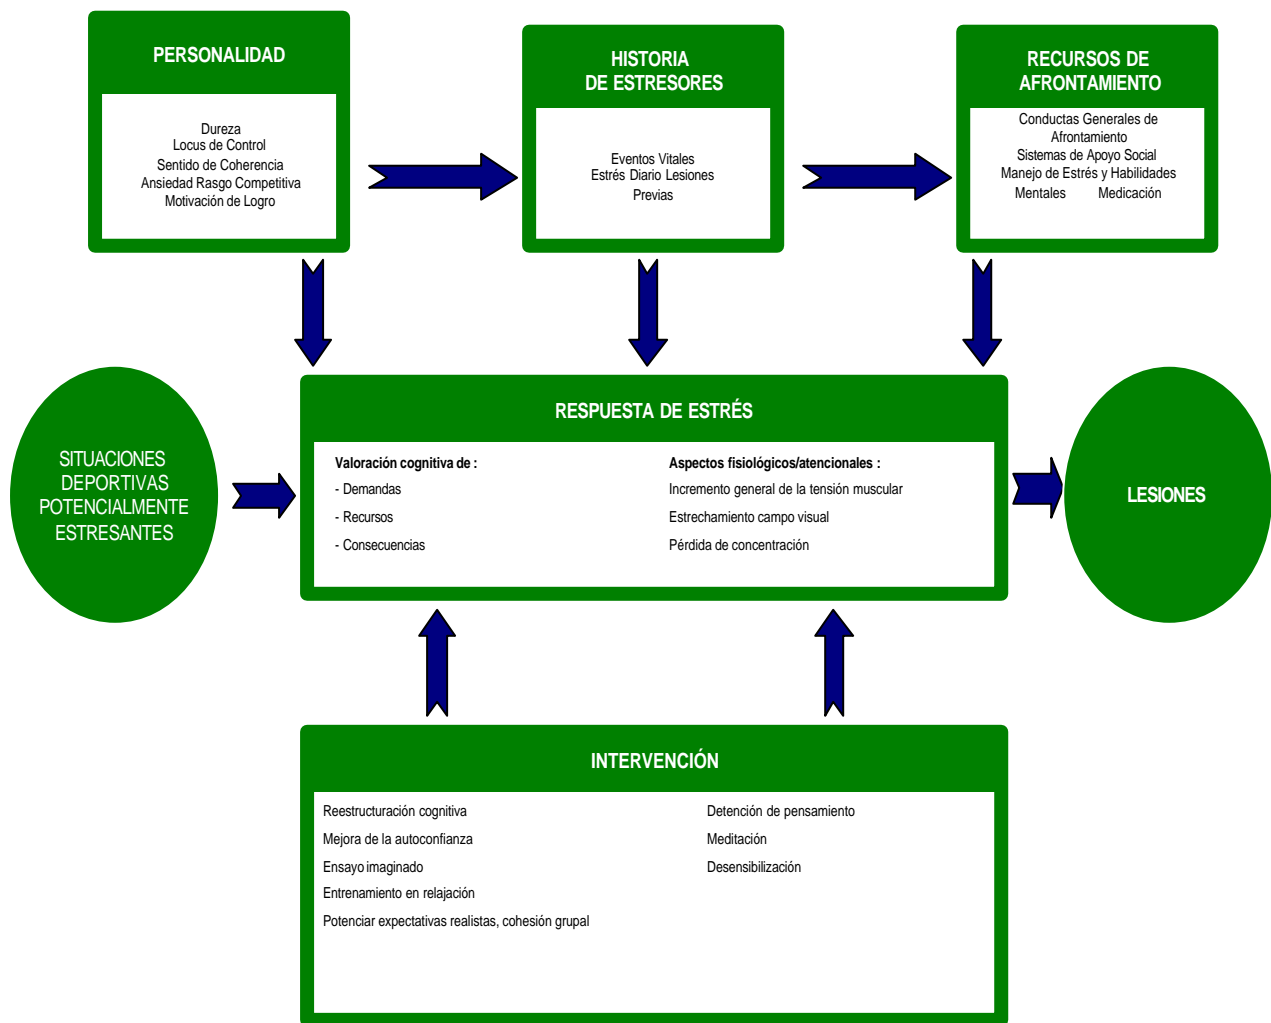 PERSONALIDAD
Dureza
Locus de Control
Sentido de Coherencia
Ansiedad Rasgo Competitiva
Motivación de Logro
HISTORIA
DE ESTRESORES
Eventos Vitales
Estrés Diario Lesiones
Previas
RECURSOS DE
AFRONTAMIENTO
Conductas Generales de
Afrontamiento
Sistemas de Apoyo Social
Manejo de Estrés y Habilidades
Mentales Medicación
SITUACIONES
DEPORTIVAS
POTENCIALMENTE
ESTRESANTES
RESPUESTA DE ESTRÉS
Valoración cognitiva de :
- Demandas
- Recursos
- Consecuencias
Aspectos fisiológicos/atencionales :
Incremento general de la tensión muscular
Estrechamiento campo visual
Pérdida de concentración
LESIONES
INTERVENCIÓN
Reestructuración cognitiva
Mejora de la autoconfianza
Ensayo imaginado
Entrenamiento en relajación
Potenciar expectativas realistas, cohesión grupal
Detención de pensamiento
Meditación
Desensibilización